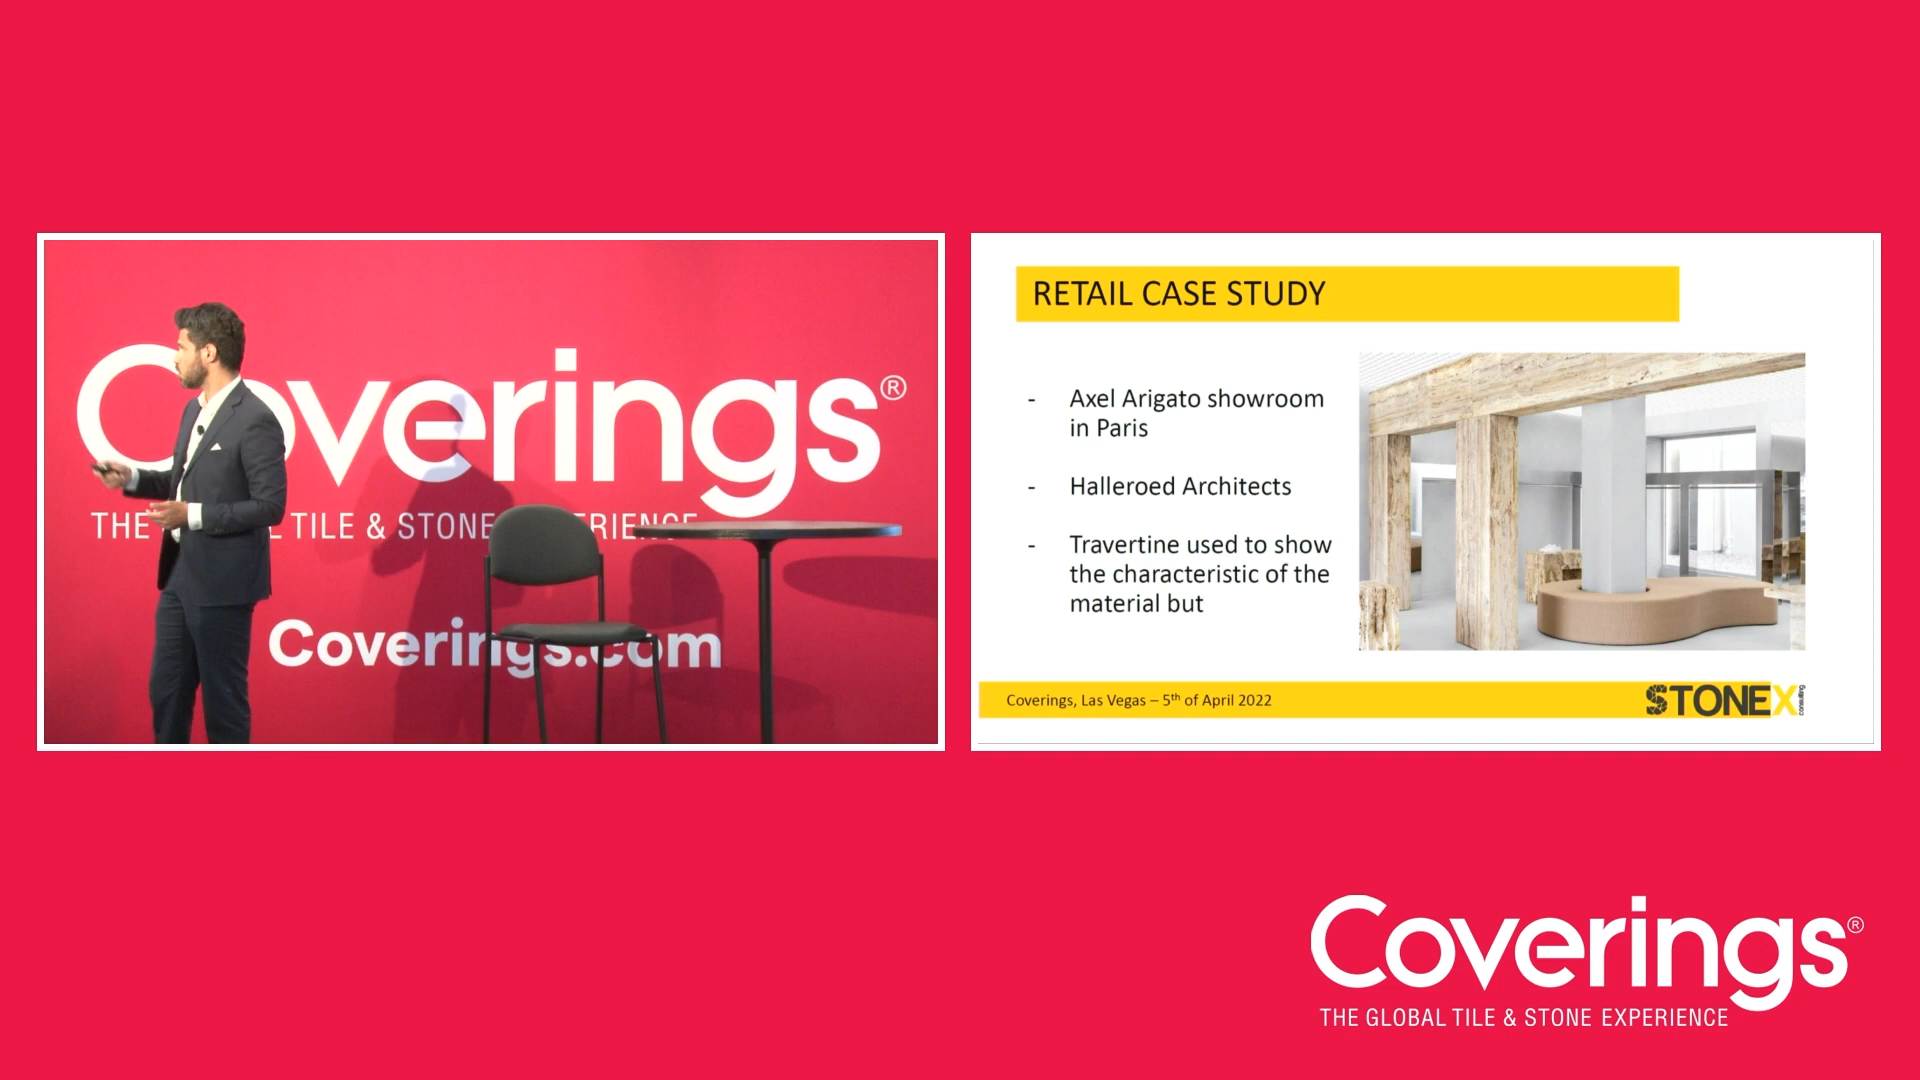 Coverings®
THE L TILE & STONE ERIENCE
Coverings.com
RETAIL CASE STUDY
- Axel Arigato showroom
in Paris
- Halleroed Architects
- Travertine used to show
the characteristic of the
material but
Coverings, Las Vegas – 5th of April 2022
STONEX
consulting
Coverings®
THE GLOBAL TILE & STONE EXPERIENCE